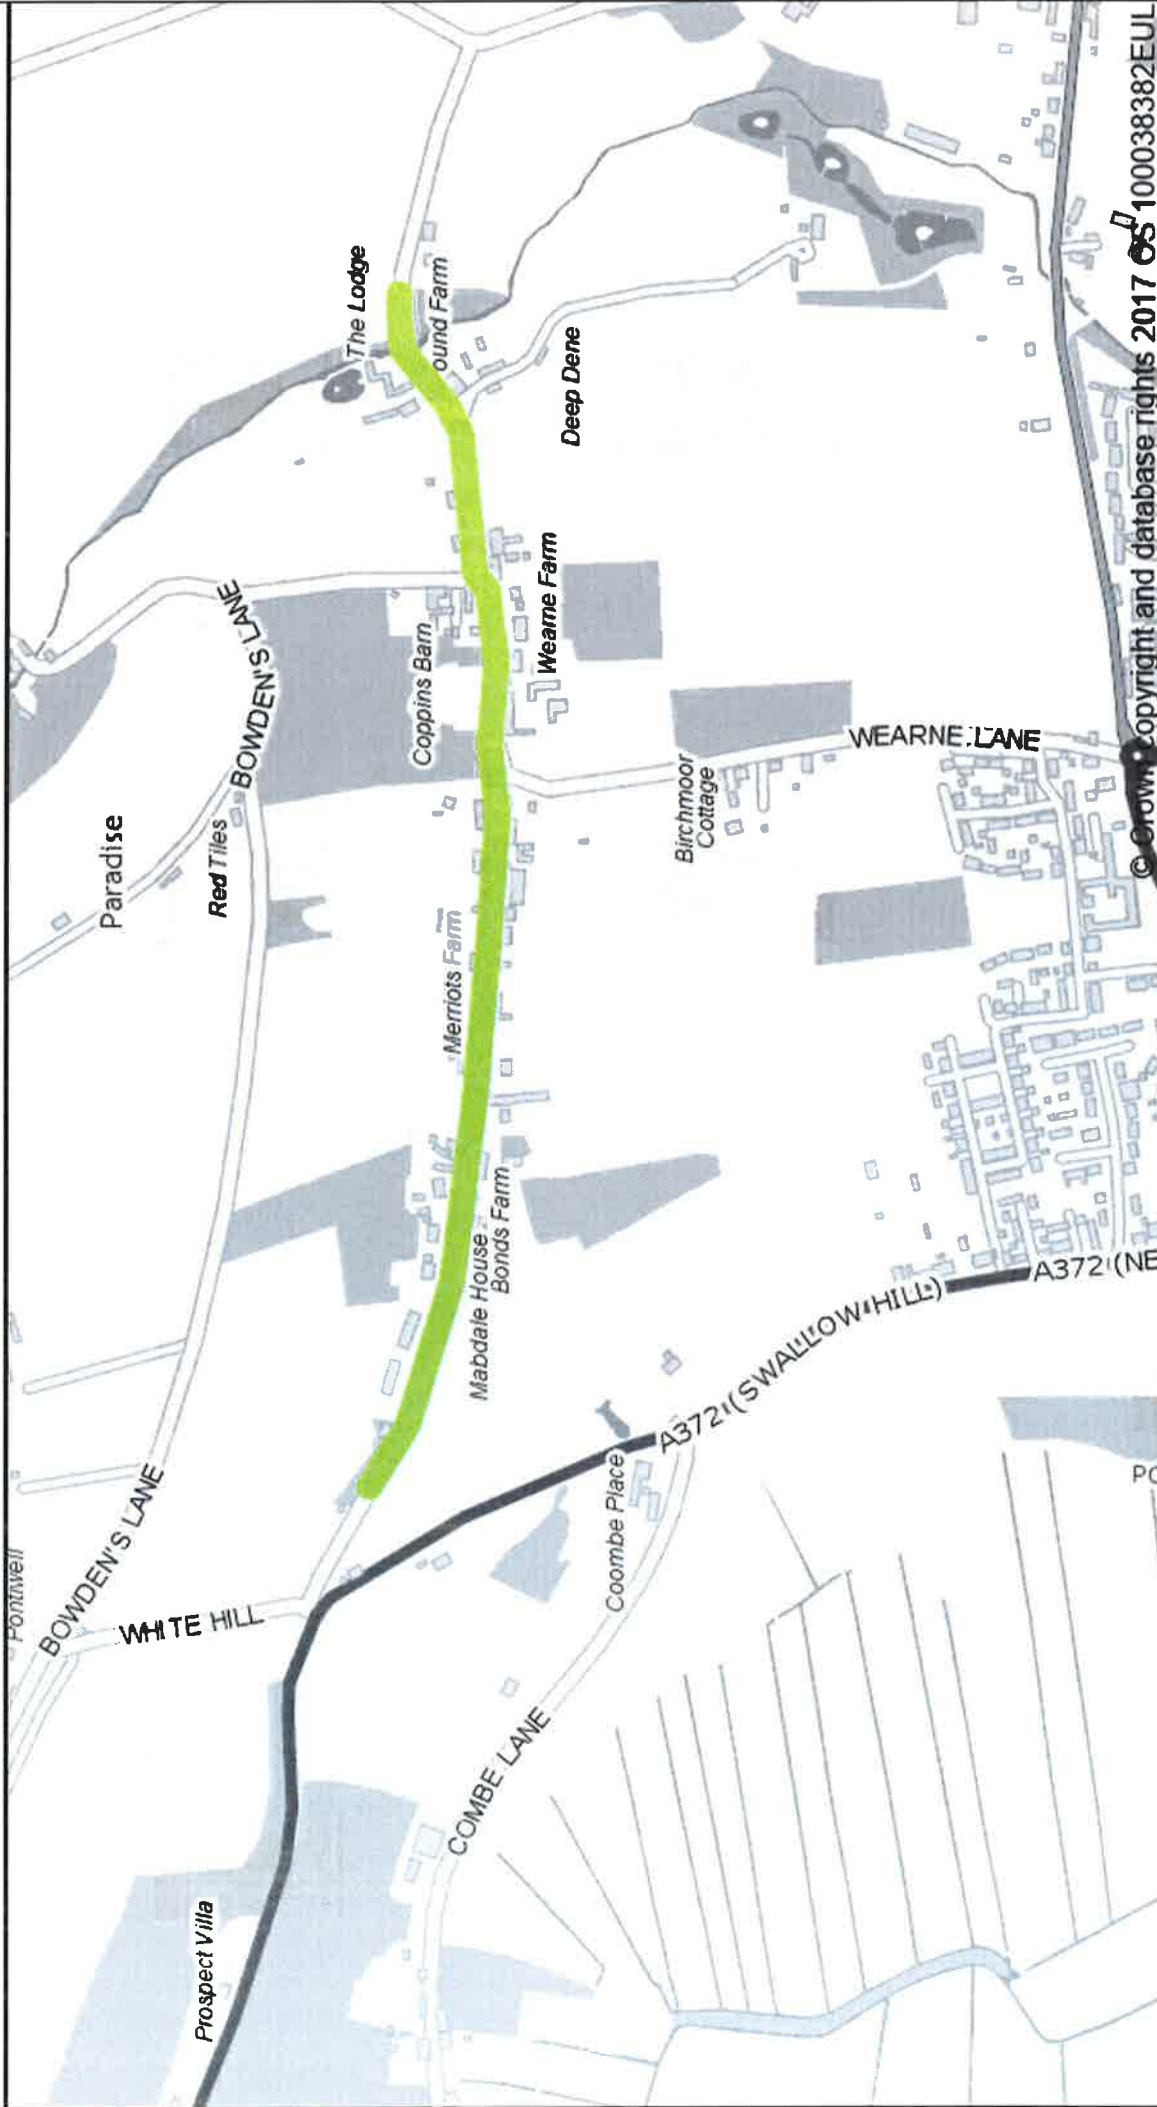 Pontiwell
BOWDEN'S LANE
WHITE HILL
Prospect Villa
COMBE LANE
Coombe Place
A372 (SWALLOW HILL)
A372 (NE
PO
Mabdale House
Bonds Farm
Merriots Farm
Paradise
Red Tiles
BOWDEN'S LANE
Coppins Barn
Wearne Farm
Birchmoor
Cottage
WEARNE LANE
The Lodge
ound Farm
Deep Dene
© Crown copyright and database rights 2017 OS 100038382EUL